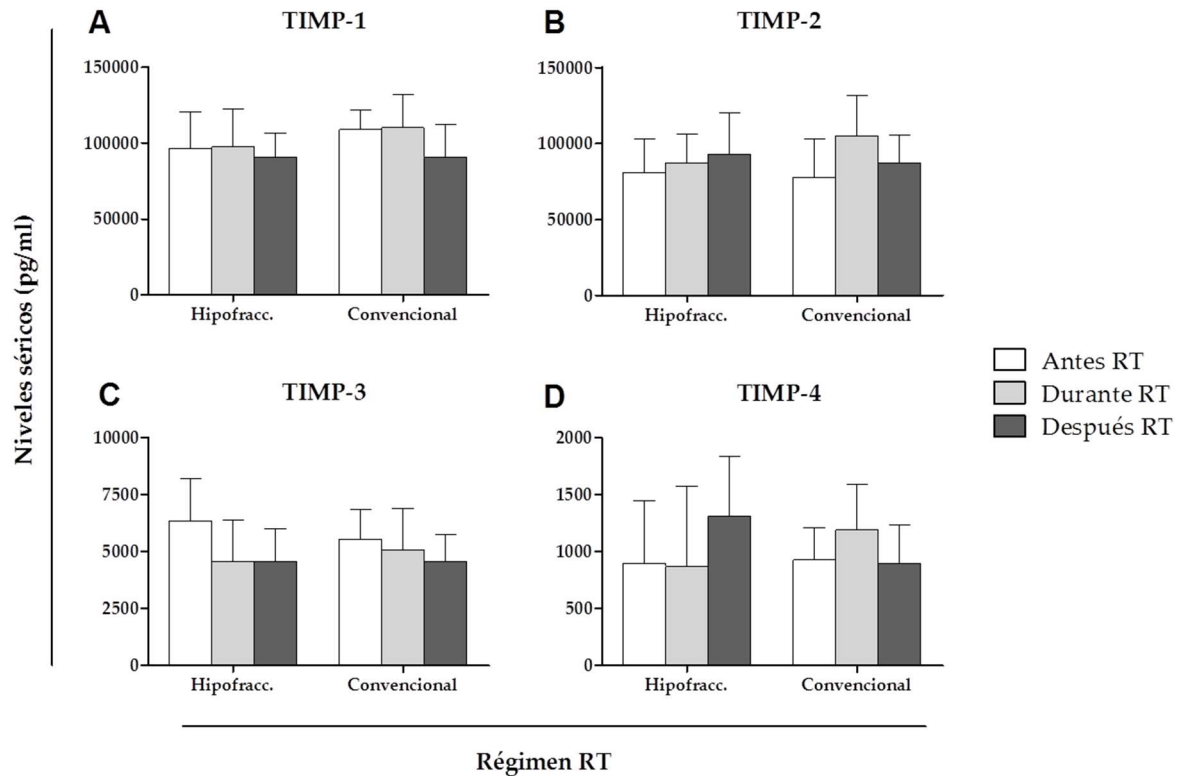 A
TIMP-1
150000
100000
50000
0
Hipofracc.
Convencional
B
TIMP-2
150000
100000
50000
0
Hipofracc.
Convencional
Niveles séricos (pg/ml)
C
TIMP-3
10000
7500
5000
2500
0
Hipofracc.
Convencional
D
TIMP-4
2000
1500
1000
500
0
Hipofracc.
Convencional
Antes RT
Durante RT
Después RT
Régimen RT